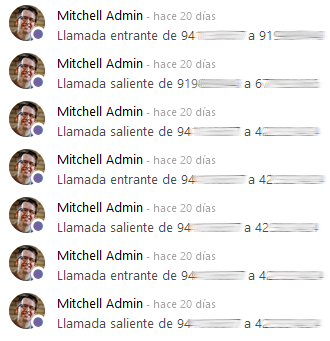 Mitchell Admin - hace 20 días
Llamada entrante de 94 a 91
Mitchell Admin - hace 20 días
Llamada saliente de 919 a 6
Mitchell Admin - hace 20 días
Llamada saliente de 94 a 4
Mitchell Admin - hace 20 días
Llamada entrante de 94 a 42
Mitchell Admin - hace 20 días
Llamada saliente de 94 a 42
Mitchell Admin - hace 20 días
Llamada entrante de 94 a 4
Mitchell Admin - hace 20 días
Llamada saliente de 94 a 4